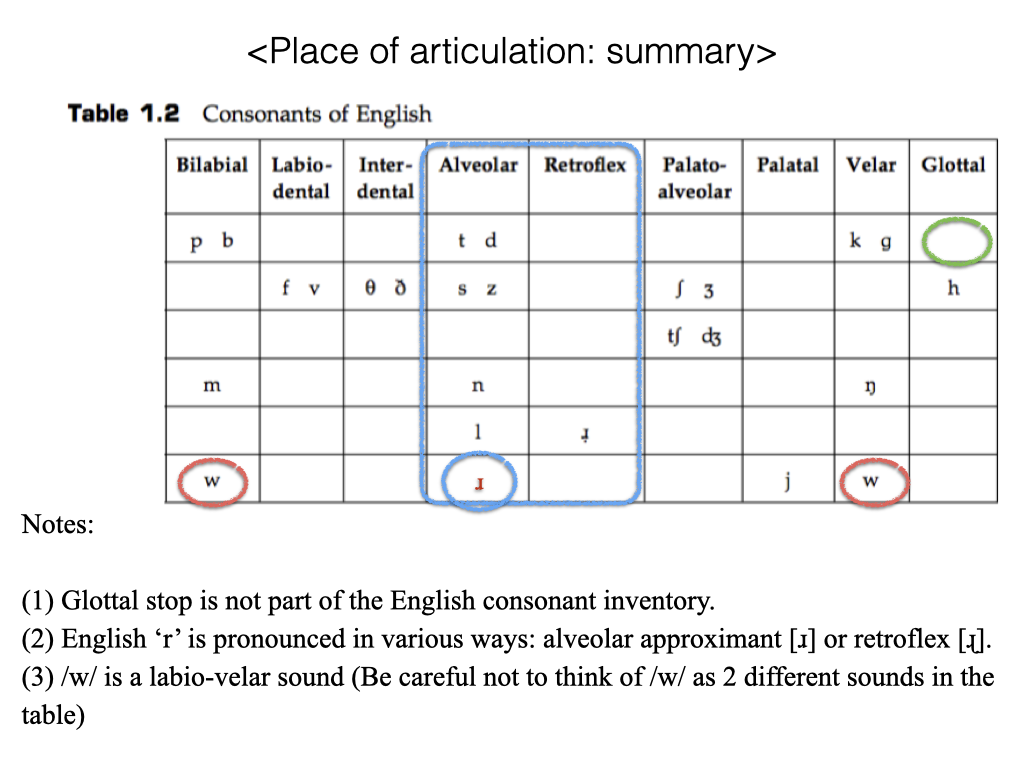 <Place of articulation: summary>
Table 1.2 Consonants of English
Bilabial Labio-dental Inter-dental Alveolar Retroflex Palato-alveolar Palatal Velar Glottal
p b t d k g
f v θ ð s z ʃ ʒ h
tʃ dʒ
m n ŋ
l ɻ
w ɹ j w
Notes:
(1) Glottal stop is not part of the English consonant inventory.
(2) English ‘r’ is pronounced in various ways: alveolar approximant [ɹ] or retroflex [ɻ].
(3) /w/ is a labio-velar sound (Be careful not to think of /w/ as 2 different sounds in the
table)